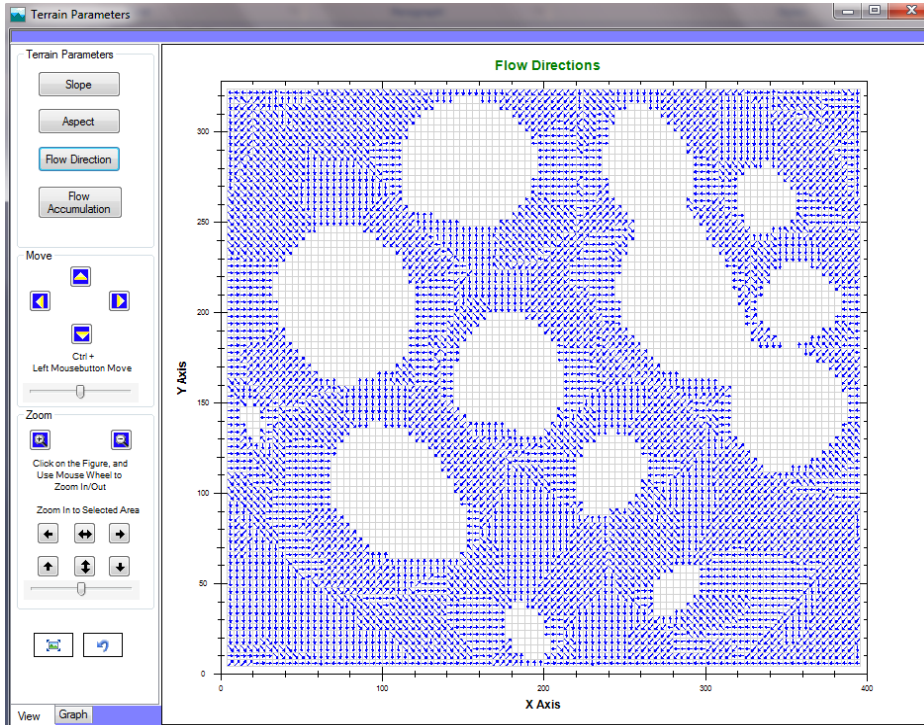 Terrain Parameters
Terrain Parameters
Slope
Aspect
Flow Direction
Flow
Accumulation
Move
Ctrl +
Left Mousebutton Move
Zoom
Click on the Figure, and
Use Mouse Wheel to
Zoom In/Out
Zoom In to Selected Area
View
Graph
Flow Directions
Y Axis
300
250
200
150
100
50
0
0
100
200
300
400
X Axis